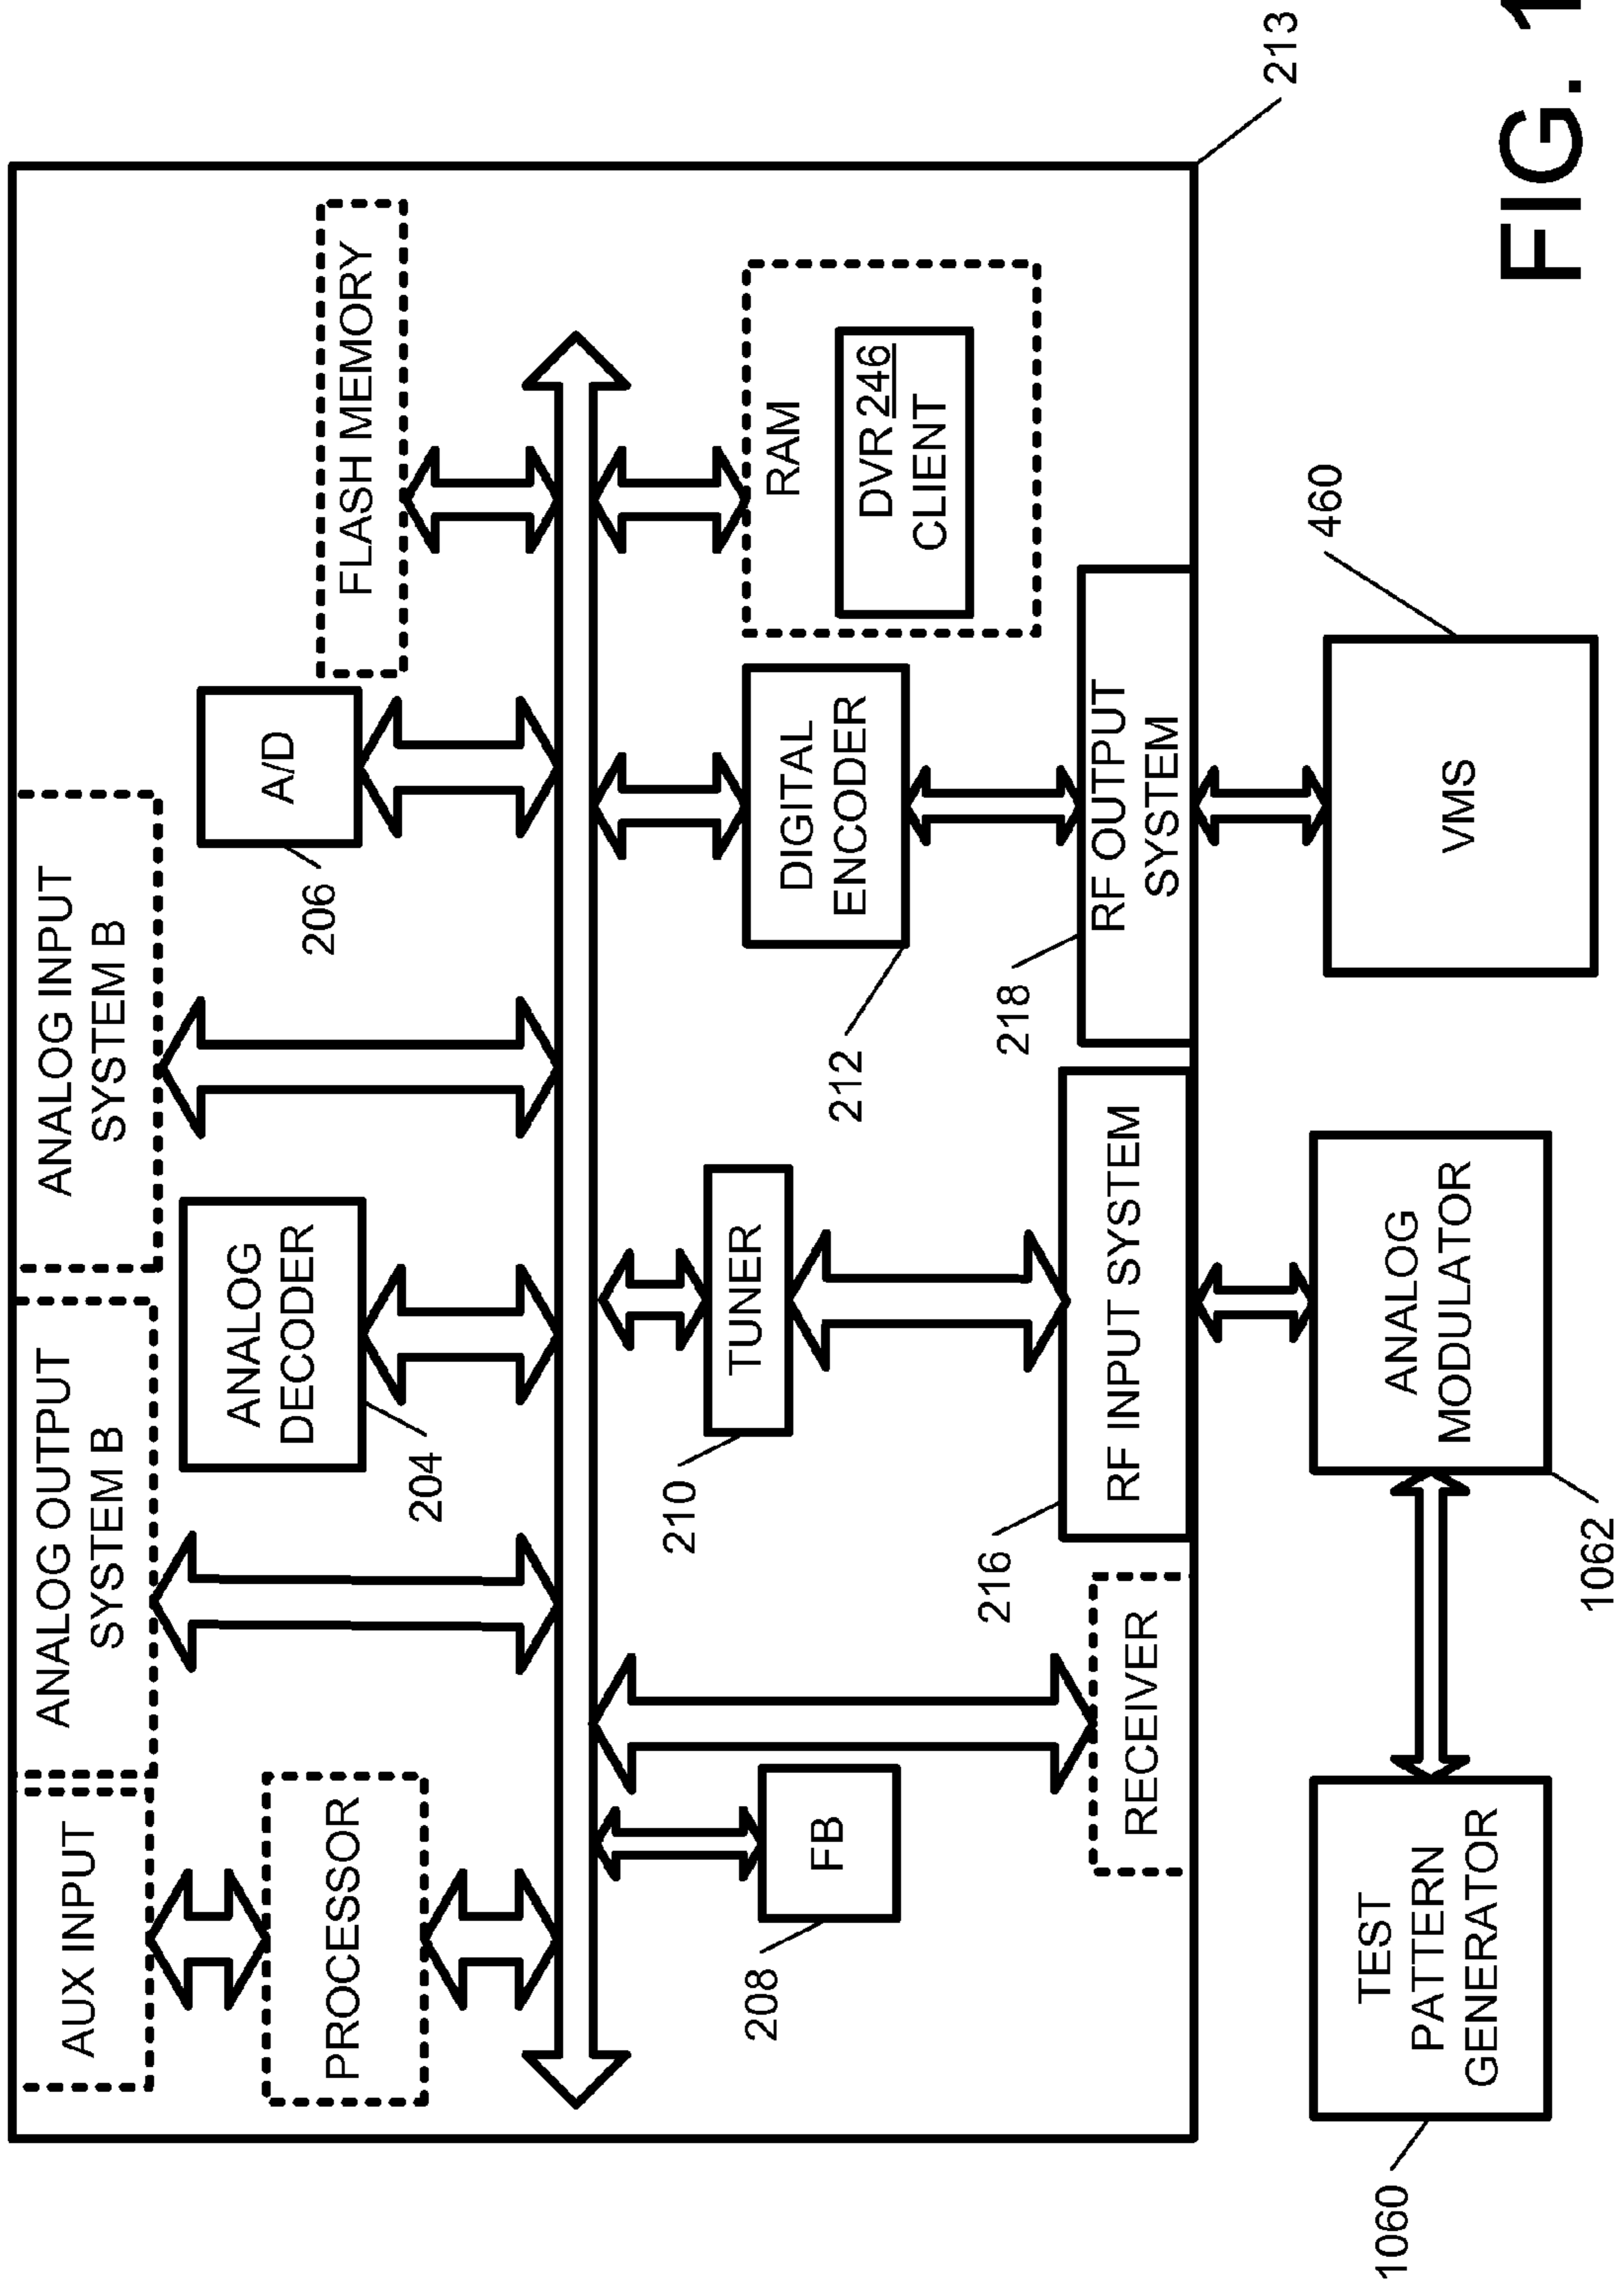 AUX INPUT
ANALOG OUTPUT
SYSTEM B
ANALOG INPUT
SYSTEM B
PROCESSOR
ANALOG
DECODER
204
A/D
206
FLASH MEMORY
FB
208
TUNER
210
DIGITAL
ENCODER
212
RAM
DVR 246
CLIENT
RECEIVER
RF INPUT SYSTEM
216
RF OUTPUT
SYSTEM
218
213
TEST
PATTERN
GENERATOR
1060
ANALOG
MODULATOR
1062
VMS
460
FIG. 1